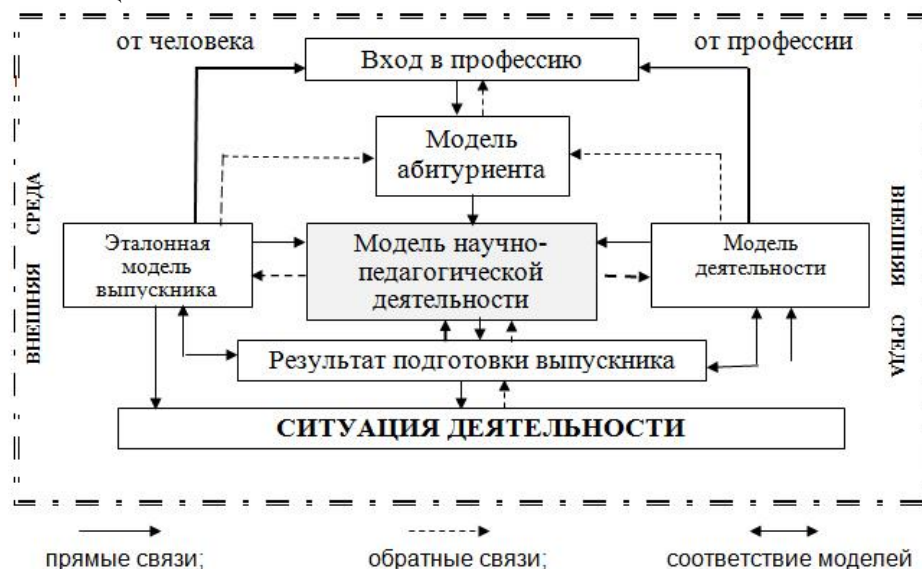 от человека
от профессии
Вход в профессию
Модель
абитуриента
ВНЕШНЯЯ СРЕДА
Эталонная
модель
выпускника
Модель научно-
педагогической
деятельности
Модель
деятельности
ВНЕШНИЯ СРЕДА
Результат подготовки выпускника
СИТУАЦИЯ ДЕЯТЕЛЬНОСТИ
прямые связи;
обратные связи;
соответствие моделей